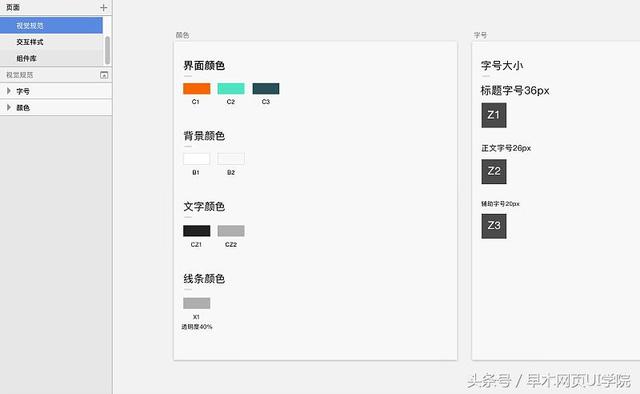 页面
视觉规范
交互样式
组件库
视觉规范
字号
颜色
颜色
界面颜色
C1
C2
C3
背景颜色
B1
B2
文字颜色
CZ1
CZ2
线条颜色
X1
透明度40%
字号
字号大小
标题字号36px
Z1
正文字号26px
Z2
辅助字号20px
Z3
头条号 / 早木网页UI学院